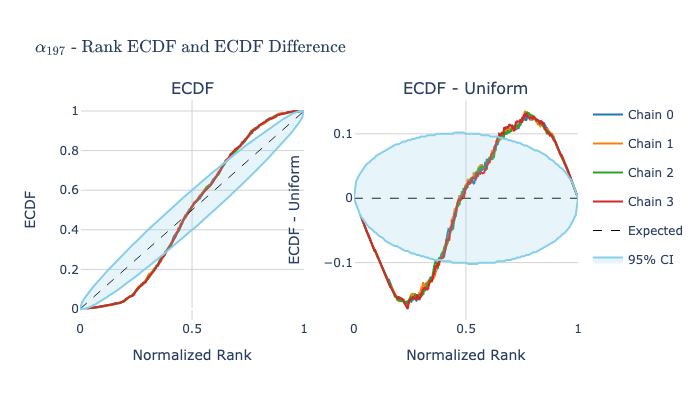 α197 - Rank ECDF and ECDF Difference
ECDF
ECDF - Uniform
ECDF
1
0.8
0.6
0.4
0.2
0
0
0.5
1
Normalized Rank
ECDF - Uniform
0.1
0
−0.1
0
0.5
1
Normalized Rank
Chain 0
Chain 1
Chain 2
Chain 3
Expected
95% CI